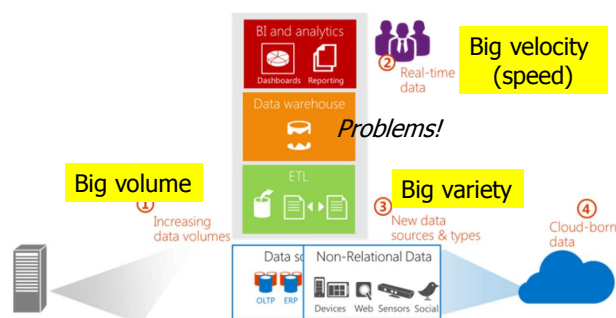 BI and analytics
Dashboards Reporting
②
Real-time
data
Big velocity
(speed)
Data warehouse
Problems!
ETL
Big volume
①
Increasing
data volumes
Big variety
③
New data
sources & types
④
Cloud-born
data
Data
OLTP ERP
Non-Relational Data
Devices Web Sensors Social